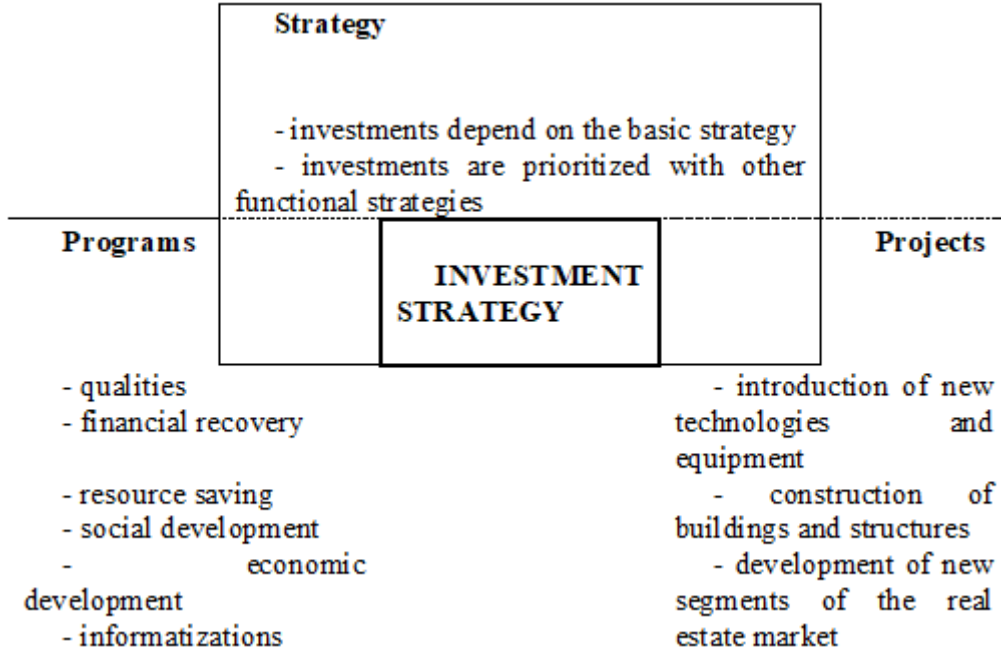 Strategy
- investments depend on the basic strategy
- investments are prioritized with other
functional strategies
Programs
Projects
INVESTMENT
STRATEGY
- qualities
- financial recovery
- resource saving
- social development
- economic
development
- informatizations
- introduction of new
technologies and
equipment
- construction of
buildings and structures
- development of new
segments of the real
estate market